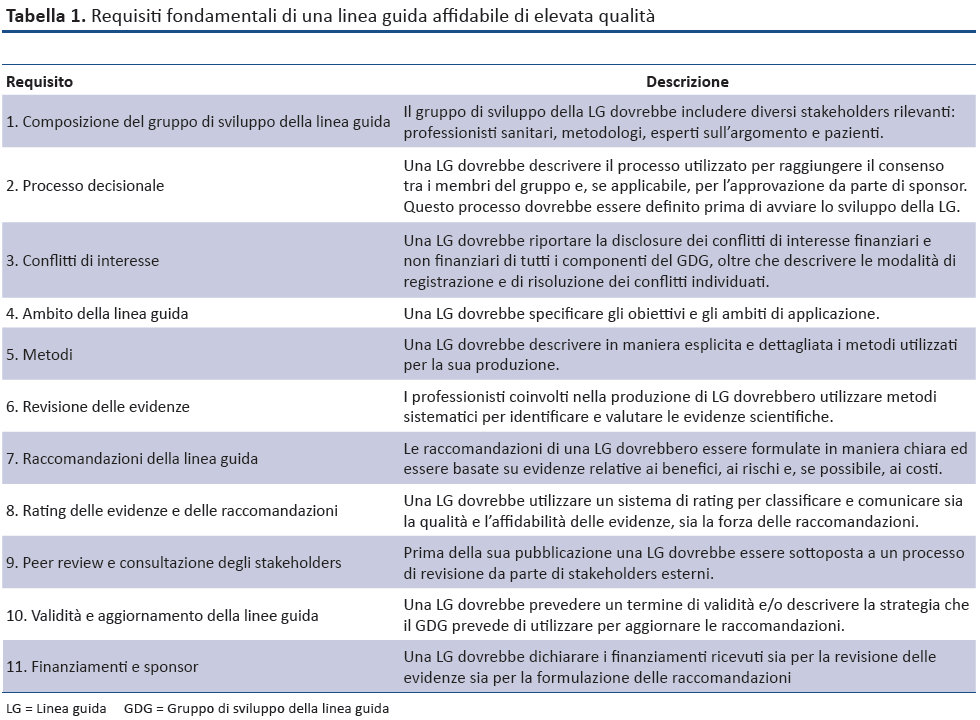 Tabella 1. Requisiti fondamentali di una linea guida affidabile di elevata qualità
Requisito Descrizione
1. Composizione del gruppo di sviluppo della linea guida
Il gruppo di sviluppo della LG dovrebbe includere diversi stakeholders rilevanti:
professionisti sanitari, metodologi, esperti sull'argomento e pazienti.
2. Processo decisionale
Una LG dovrebbe descrivere il processo utilizzato per raggiungere il consenso
tra i membri del gruppo e, se applicabile, per l'approvazione da parte di sponsor.
Questo processo dovrebbe essere definito prima di avviare lo sviluppo della LG.
3. Conflitti di interesse
Una LG dovrebbe riportare la disclosure dei conflitti di interesse finanziari e
non finanziari di tutti i componenti del GDG, oltre che descrivere le modalità di
registrazione e di risoluzione dei conflitti individuati.
4. Ambito della linea guida
Una LG dovrebbe specificare gli obiettivi e gli ambiti di applicazione.
5. Metodi
Una LG dovrebbe descrivere in maniera esplicita e dettagliata i metodi utilizzati
per la sua produzione.
6. Revisione delle evidenze
I professionisti coinvolti nella produzione di LG dovrebbero utilizzare metodi
sistematici per identificare e valutare le evidenze scientifiche.
7. Raccomandazioni della linea guida
Le raccomandazioni di una LG dovrebbero essere formulate in maniera chiara ed
essere basate su evidenze relative ai benefici, ai rischi e, se possibile, ai costi.
8. Rating delle evidenze e delle raccomandazioni
Una LG dovrebbe utilizzare un sistema di rating per classificare e comunicare sia
la qualità e l'affidabilità delle evidenze, sia la forza delle raccomandazioni.
9. Peer review e consultazione degli stakeholders
Prima della sua pubblicazione una LG dovrebbe essere sottoposta a un processo
di revisione da parte di stakeholders esterni.
10. Validità e aggiornamento della linee guida
Una LG dovrebbe prevedere un termine di validità e/o descrivere la strategia che
il GDG prevede di utilizzare per aggiornare le raccomandazioni.
11. Finanziamenti e sponsor
Una LG dovrebbe dichiarare i finanziamenti ricevuti sia per la revisione delle
evidenze sia per la formulazione delle raccomandazioni
LG = Linea guida GDG = Gruppo di sviluppo della linea guida